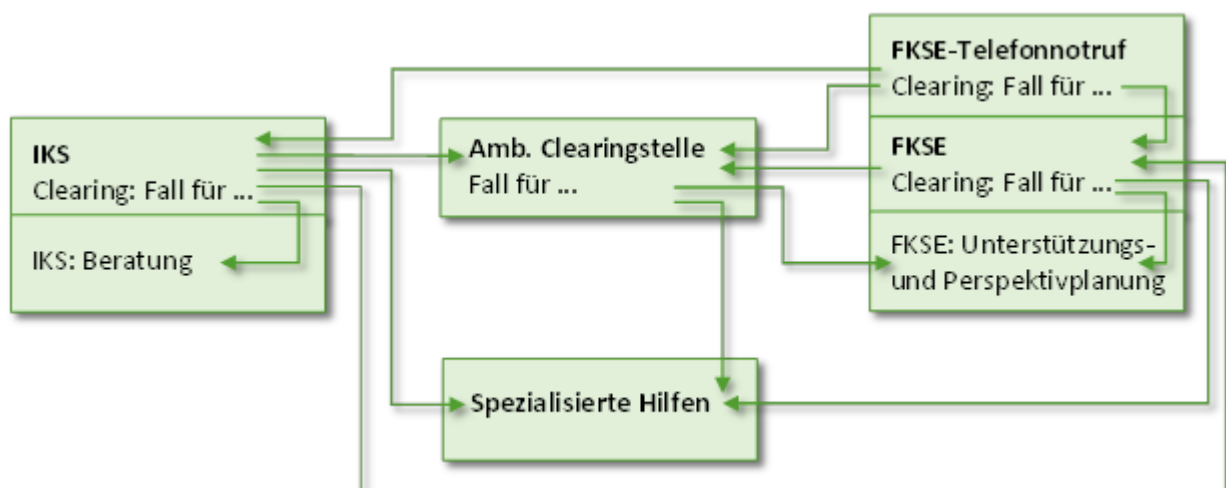 IKS
Clearing: Fall für ...
IKS: Beratung
Amb. Clearingstelle
Fall für ...
Spezialisierte Hilfen
FKSE-Telefonnotruf
Clearing: Fall für ...
FKSE
Clearing: Fall für ...
FKSE: Unterstützungs-
und Perspektivplanung